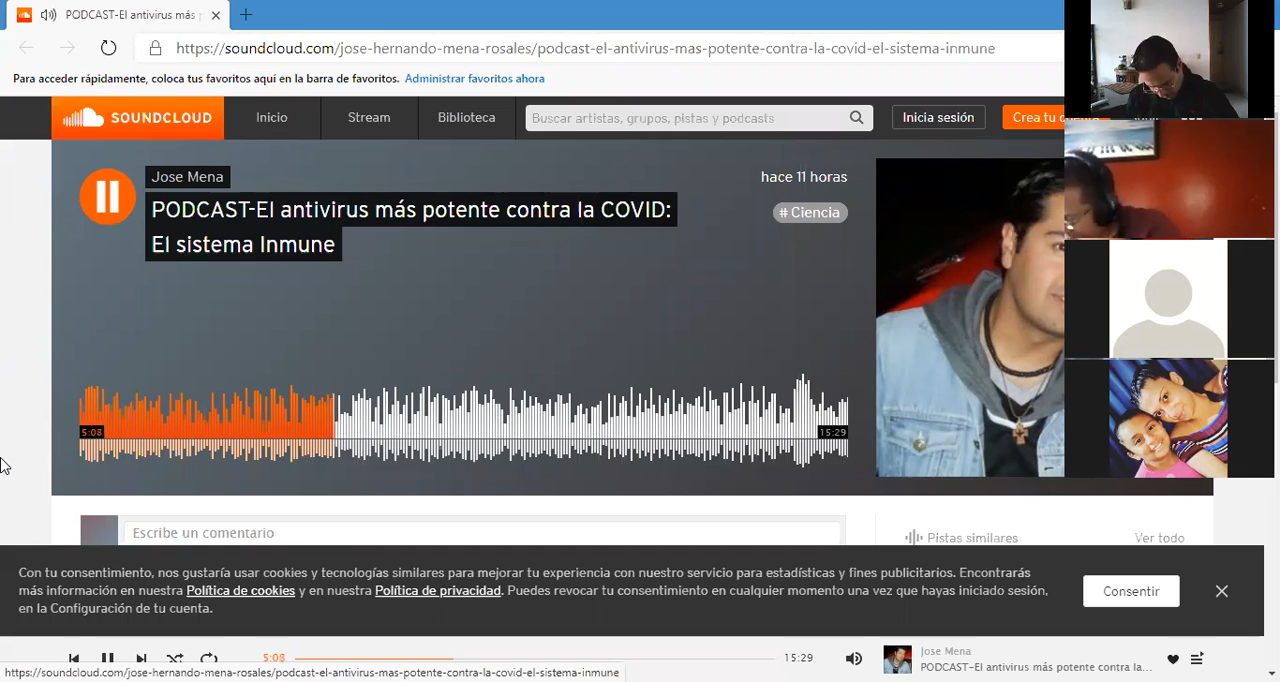 PODCAST-El antivirus más
https://soundcloud.com/jose-hernando-mena-rosales/podcast-el-antivirus-mas-potente-contra-la-covid-el-sistema-inmune
Para acceder rápidamente, coloca tus favoritos aquí en la barra de favoritos. Administrar favoritos ahora
SOUNDCLOUD Inicio Stream Biblioteca Buscar artistas, grupos, pistas y podcasts Inicia sesión Crea tu
Jose Mena hace 11 horas
PODCAST-El antivirus más potente contra la COVID:
# Ciencia
El sistema Inmune
5:08 15:29
Escribe un comentario
Pistas similares Ver todo
Con tu consentimiento, nos gustaría usar cookies y tecnologías similares para mejorar tu experiencia con nuestro servicio para estadísticas y fines publicitarios. Encontrarás
más información en nuestra Política de cookies y en nuestra Política de privacidad. Puedes revocar tu consentimiento en cualquier momento una vez que hayas iniciado sesión,
en la Configuración de tu cuenta.
Consentir
5:08 15:29
Jose Mena
PODCAST-El antivirus más potente contra la...
https://soundcloud.com/jose-hernando-mena-rosales/podcast-el-antivirus-mas-potente-contra-la-covid-el-sistema-inmune